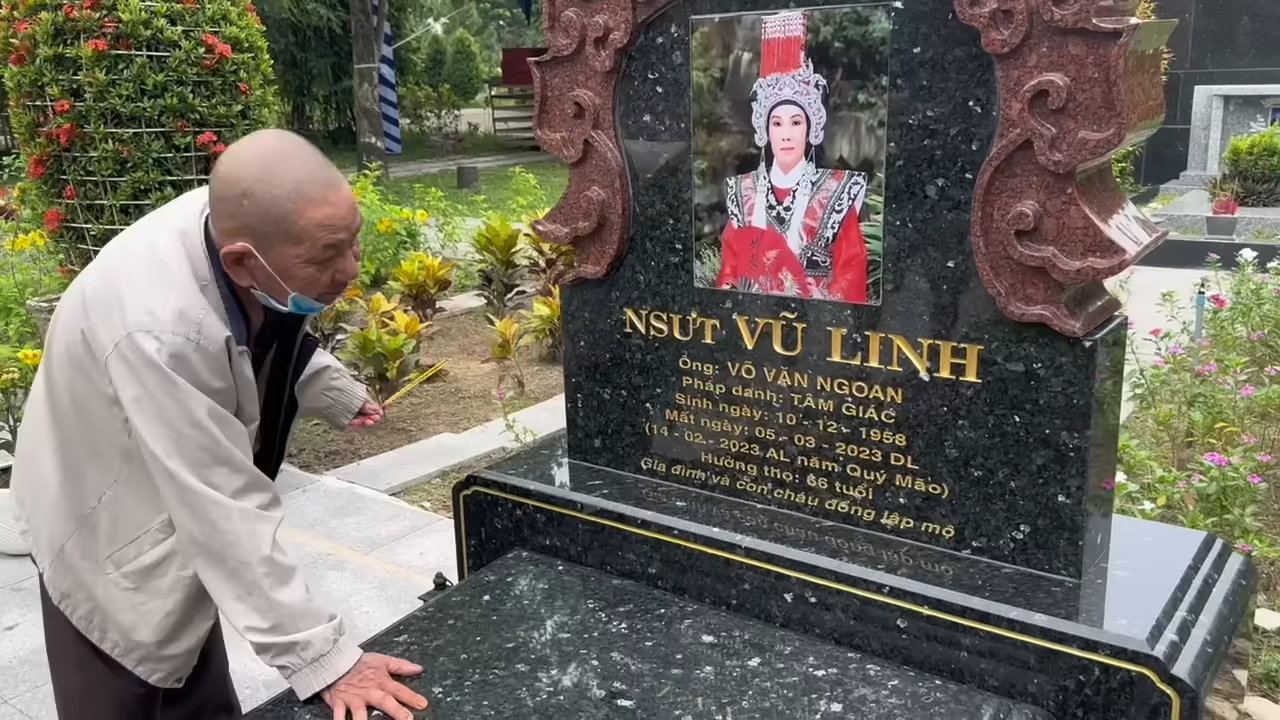 NSƯT VŨ LINH
Ông: VÕ VĂN NGOAN
Pháp danh: TÂM GIÁC
Sinh ngày: 10 - 12 - 1958
Mất ngày: 05 - 03 - 2023 DL
(14 - 02 - 2023 AL năm Quý Mão)
Hưởng thọ: 66 tuổi
Gia đình và con cháu đồng lập mộ